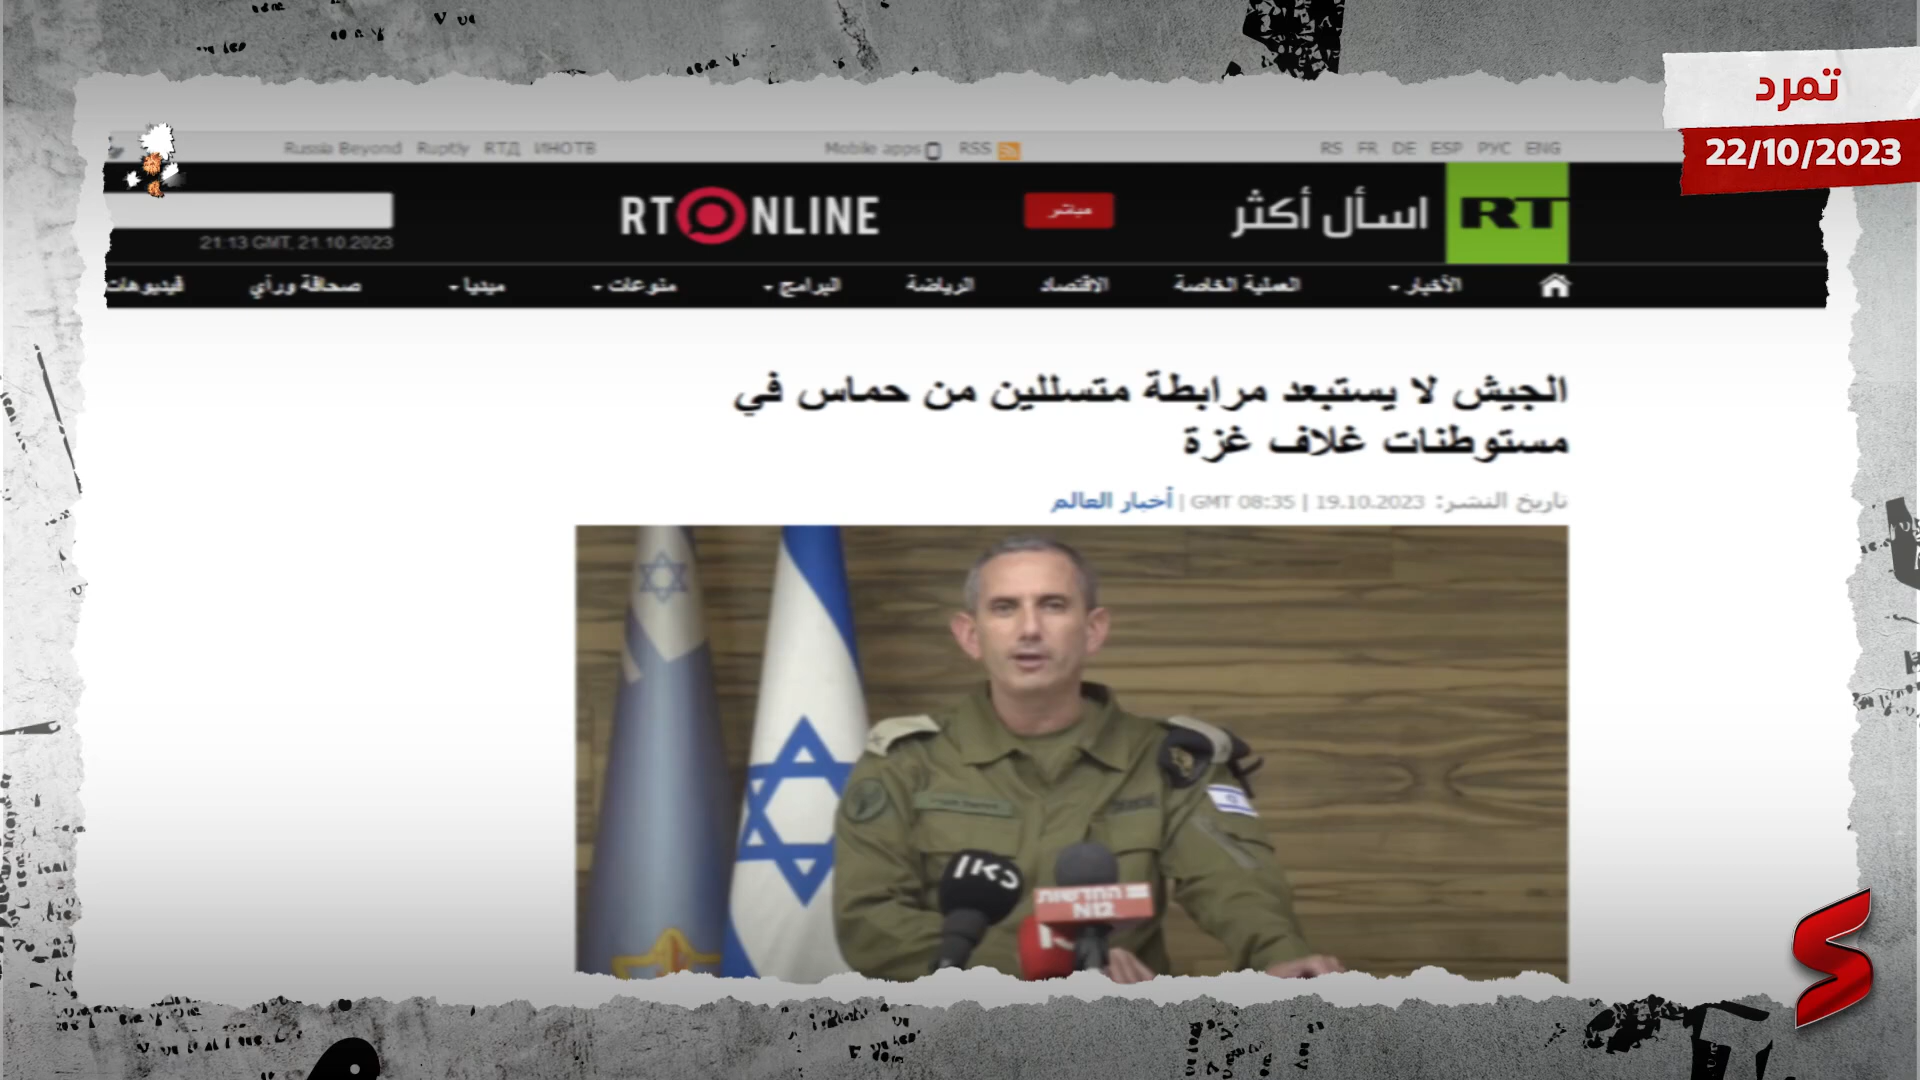 تمرد
22/10/2023
Russia Beyond Ruptly RTД ИНОТВ Mobile apps RSS RS FR DE ESP РУС ENG
RT اسأل أكثر مباشر RTONLINE
21:13 GMT, 21.10.2023
الأخبار العملية الخاصة الاقتصاد الرياضة البرامج منوعات ميديا صحافة ورأي فيديوهات
الجيش لا يستبعد مرابطة متسللين من حماس في
مستوطنات غلاف غزة
تاريخ النشر: 19.10.2023 | 08:35 GMT | أخبار العالم
כאן
החדשות
N12